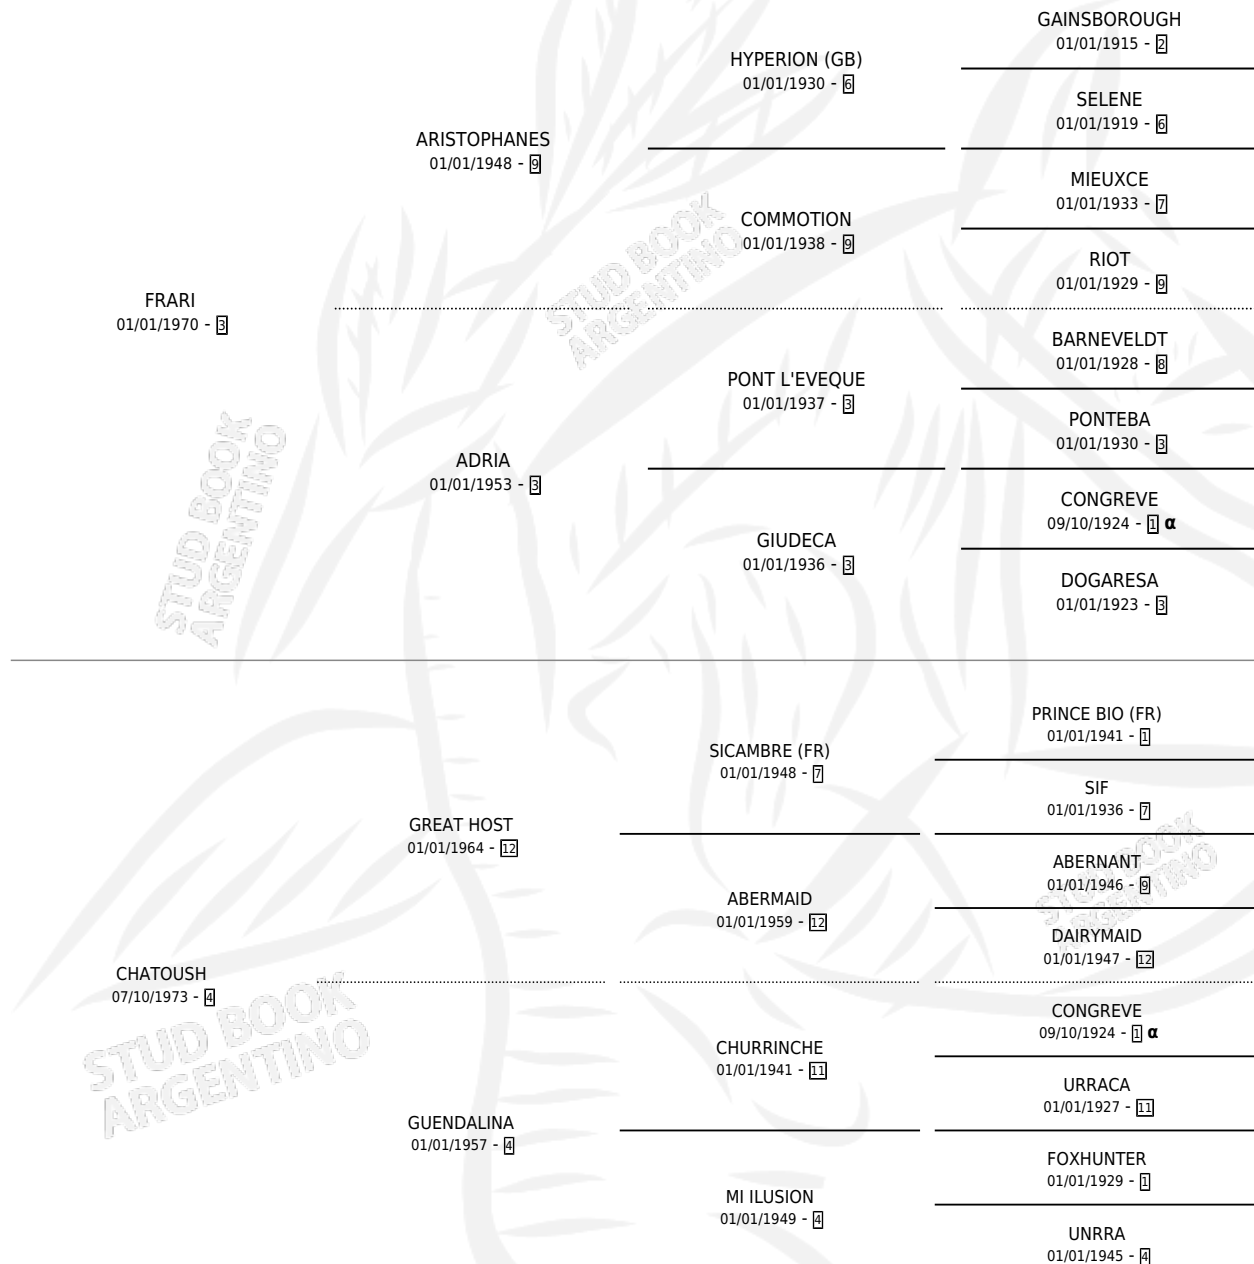 GAINSBOROUGH
01/01/1915 - 2
HYPERION (GB)
01/01/1930 - 6
SELENE
01/01/1919 - 6
ARISTOPHANES
01/01/1948 - 9
MIEUXCE
01/01/1933 - 7
COMMOTION
01/01/1938 - 9
RIOT
01/01/1929 - 9
STUD BOOK
ARGENTINO
FRARI
01/01/1970 - 3
BARNEVELDT
01/01/1928 - 8
PONT L'EVEQUE
01/01/1937 - 3
PONTEBA
01/01/1930 - 3
ADRIA
01/01/1953 - 3
CONGREVE
09/10/1924 - 1 α
GIUDECA
01/01/1936 - 3
DOGARESA
01/01/1923 - 3
STUD BOOK
ARGENTINO
PRINCE BIO (FR)
01/01/1941 - 1
SICAMBRE (FR)
01/01/1948 - 7
SIF
01/01/1936 - 7
GREAT HOST
01/01/1964 - 12
ABERNANT
01/01/1946 - 9
STUD BOOK
ARGENTINO
ABERMAID
01/01/1959 - 12
DAIRYMAID
01/01/1947 - 12
CHATOUSH
07/10/1973 - 4
STUD BOOK
ARGENTINO
CONGREVE
09/10/1924 - 1 α
CHURRINCHE
01/01/1941 - 11
URRACA
01/01/1927 - 11
GUENDALINA
01/01/1957 - 4
FOXHUNTER
01/01/1929 - 1
MI ILUSION
01/01/1949 - 4
UNRRA
01/01/1945 - 4